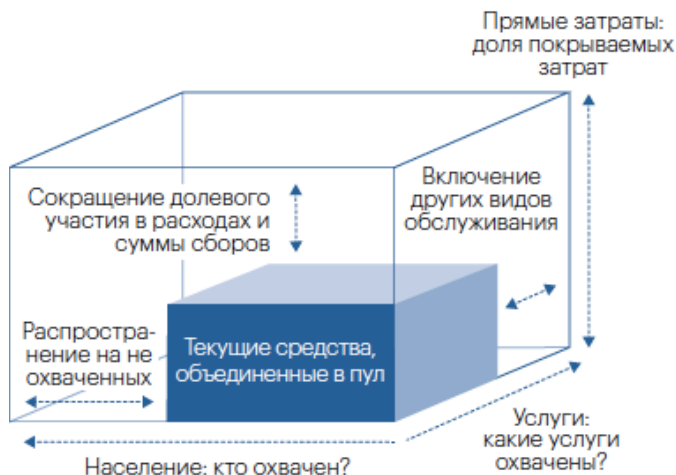 Прямые затраты:
доля покрываемых
затрат
Сокращение долевого
участия в расходах и
суммы сборов
Включение
других видов
обслуживания
Распростра-
нение на не
охваченных
Текущие средства,
объединенные в пул
Услуги:
какие услуги
охвачены?
Население: кто охвачен?